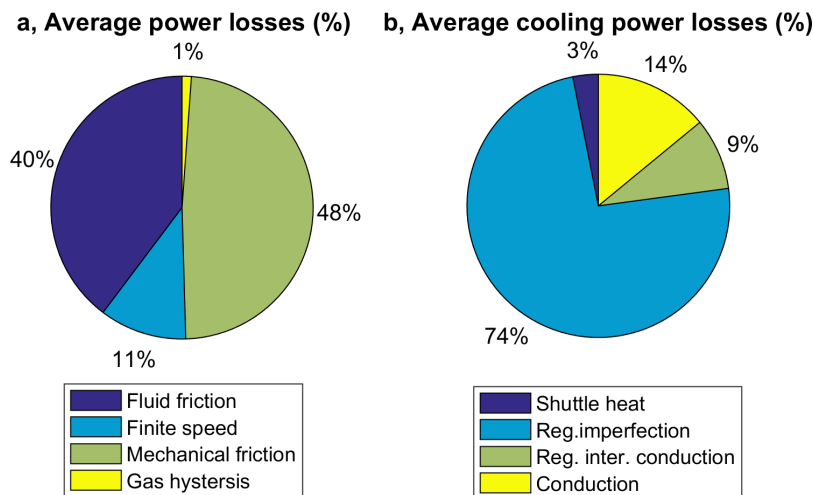 a, Average power losses (%)
1%
40%
48%
11%
Fluid friction
Finite speed
Mechanical friction
Gas hystersis
b, Average cooling power losses (%)
3%
14%
9%
74%
Shuttle heat
Reg.imperfection
Reg. inter. conduction
Conduction